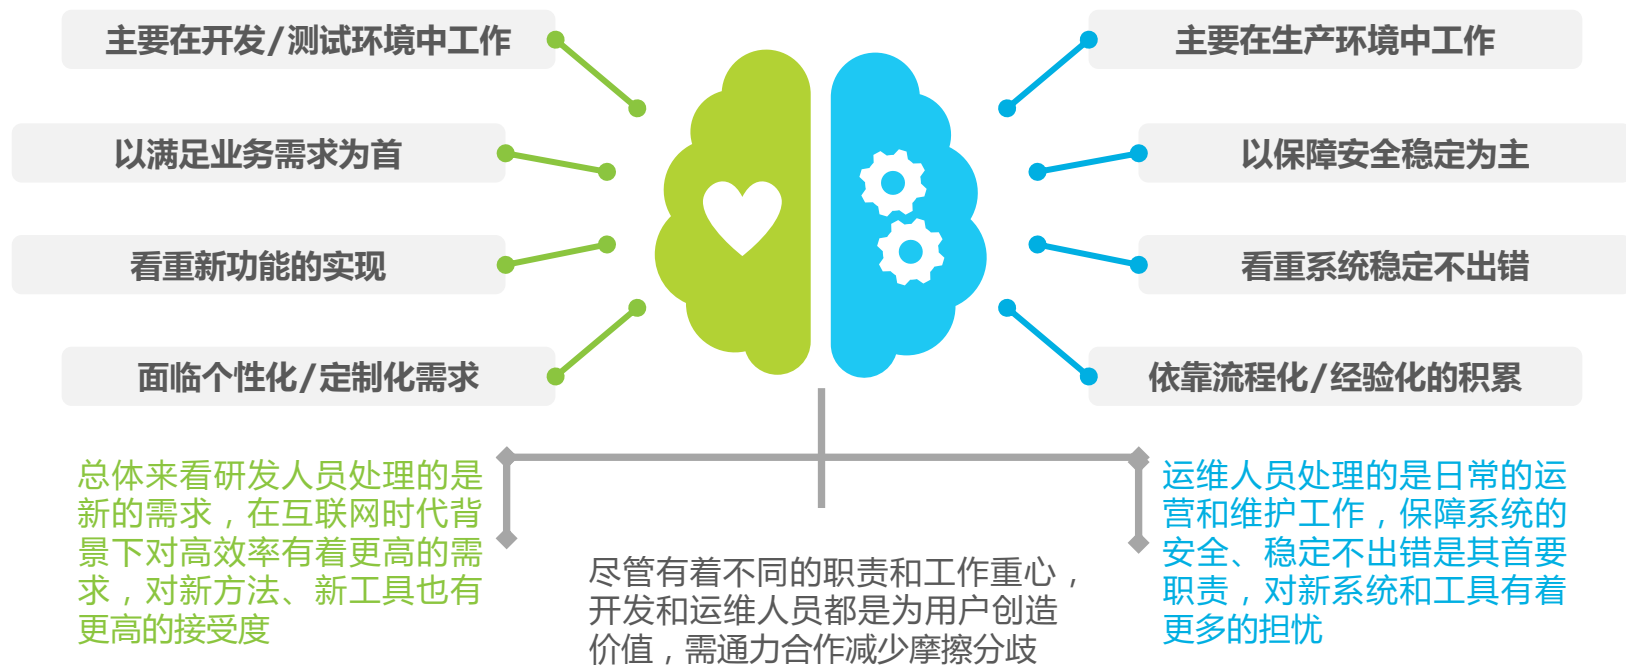 主要在开发/测试环境中工作
以满足业务需求为首
看重新功能的实现
面临个性化/定制化需求
主要在生产环境中工作
以保障安全稳定为主
看重系统稳定不出错
依靠流程化/经验化的积累
总体来看研发人员处理的是
新的需求，在互联网时代背
景下对高效率有着更高的需
求，对新方法、新工具也有
更高的接受度
尽管有着不同的职责和工作重心，
开发和运维人员都是为用户创造
价值，需通力合作减少摩擦分歧
运维人员处理的是日常的运
营和维护工作，保障系统的
安全、稳定不出错是其首要
职责，对新系统和工具有着
更多的担忧